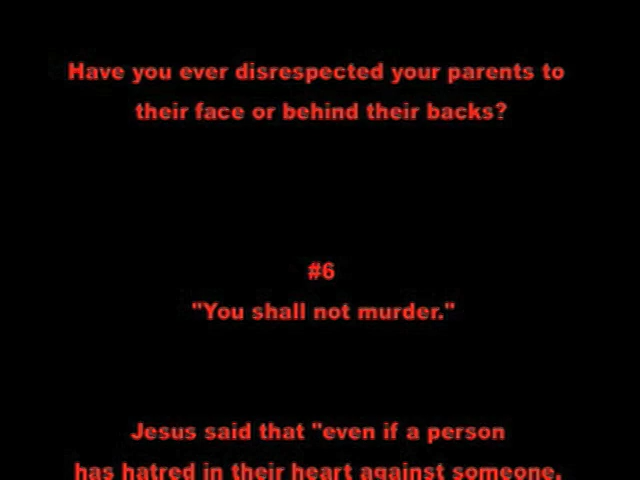 Have you ever disrespected your parents to
their face or behind their backs?
#6
"You shall not murder."
Jesus said that "even if a person
has hatred in their heart against someone,